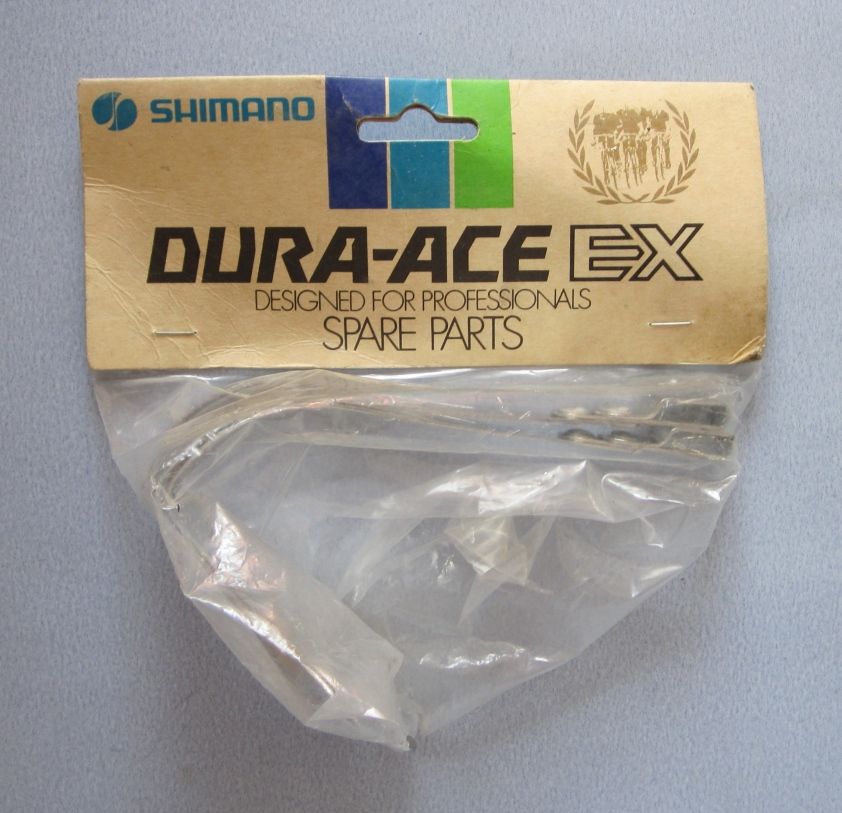 SHIMANO
DURA-ACE EX
DESIGNED FOR PROFESSIONALS
SPARE PARTS